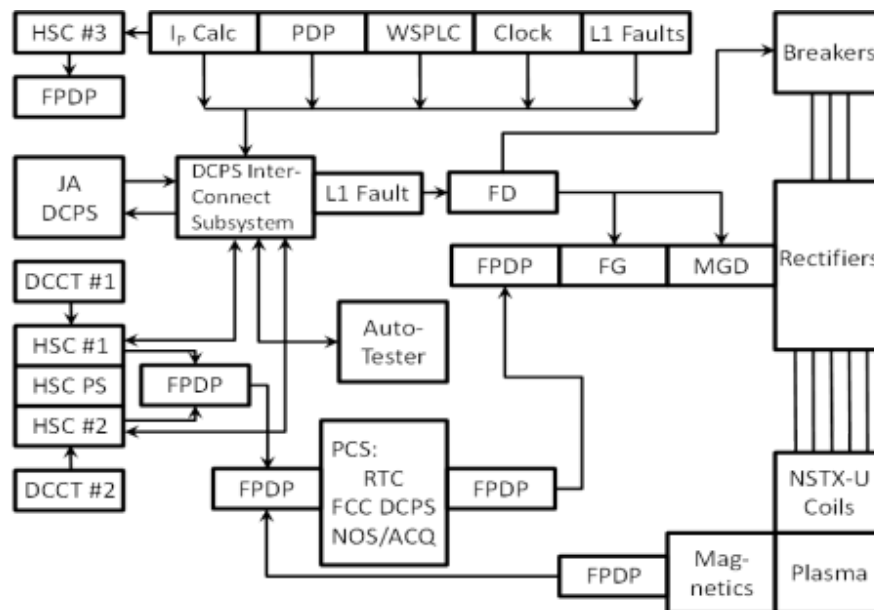 HSC #3
I_P Calc
PDP
WSPLC
Clock
L1 Faults
Breakers
FPDP
JA
DCPS
DCPS Inter-
Connect
Subsystem
L1 Fault
FD
FPDP
FG
MGD
Rectifiers
DCCT #1
HSC #1
HSC PS
HSC #2
DCCT #2
FPDP
Auto-
Tester
FPDP
PCS:
RTC
FCC DCPS
NOS/ACQ
FPDP
NSTX-U
Coils
FPDP
Mag-
netics
Plasma